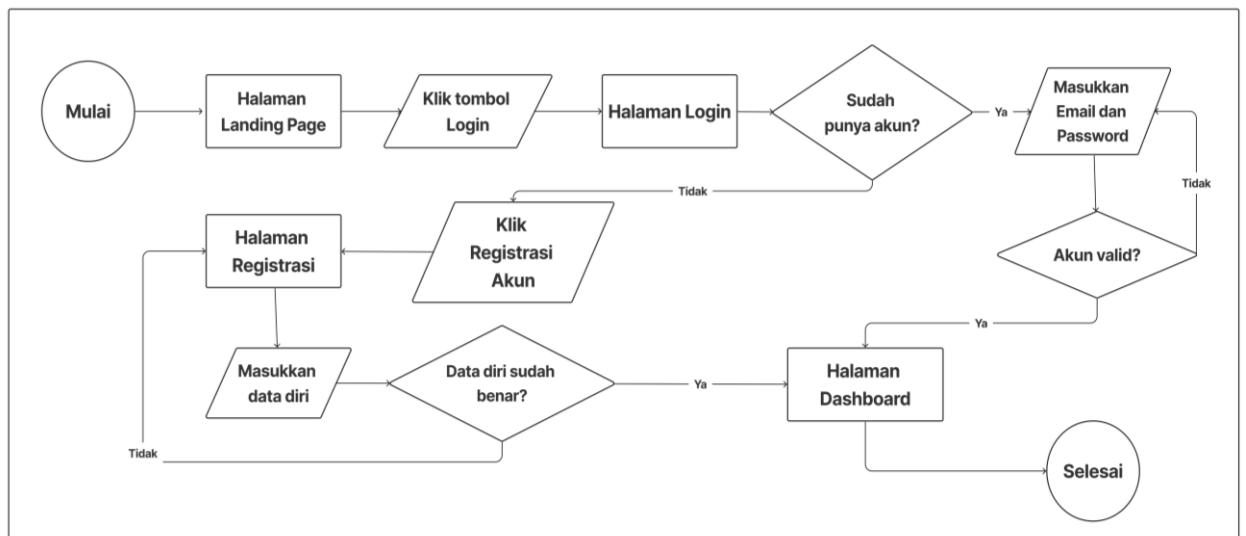 Mulai
Halaman
Landing Page
Klik tombol
Login
Halaman Login
Sudah
punya akun?
Ya
Masukkan
Email dan
Password
Tidak
Tidak
Halaman
Registrasi
Klik
Registrasi
Akun
Akun valid?
Ya
Masukkan
data diri
Data diri sudah
benar?
Ya
Halaman
Dashboard
Tidak
Selesai